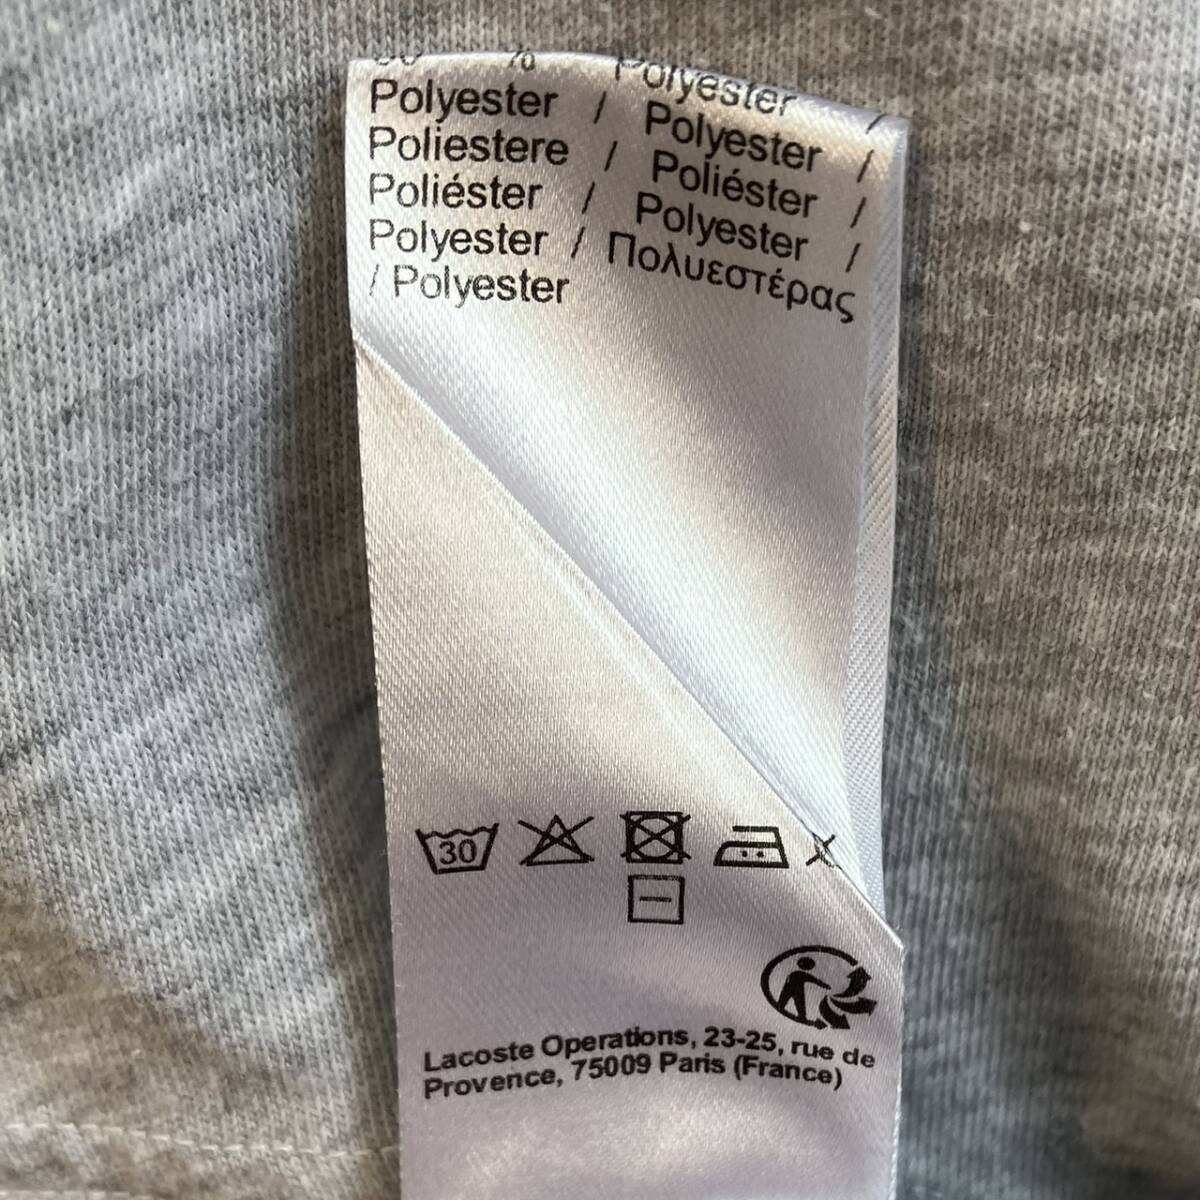 % Polyester /
Polyester / Polyester /
Poliestere / Poliéster /
Poliéster / Polyester /
Polyester / Πολυεστέρας
/ Polyester
30
Lacoste Operations, 23-25, rue de
Provence, 75009 Paris (France)